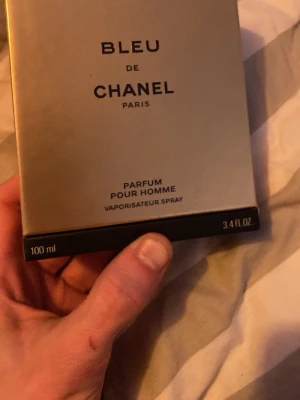 BLEU
DE
CHANEL
PARIS
PARFUM
POUR HOMME
VAPORISATEUR SPRAY
100 ml
3.4 FL.OZ.